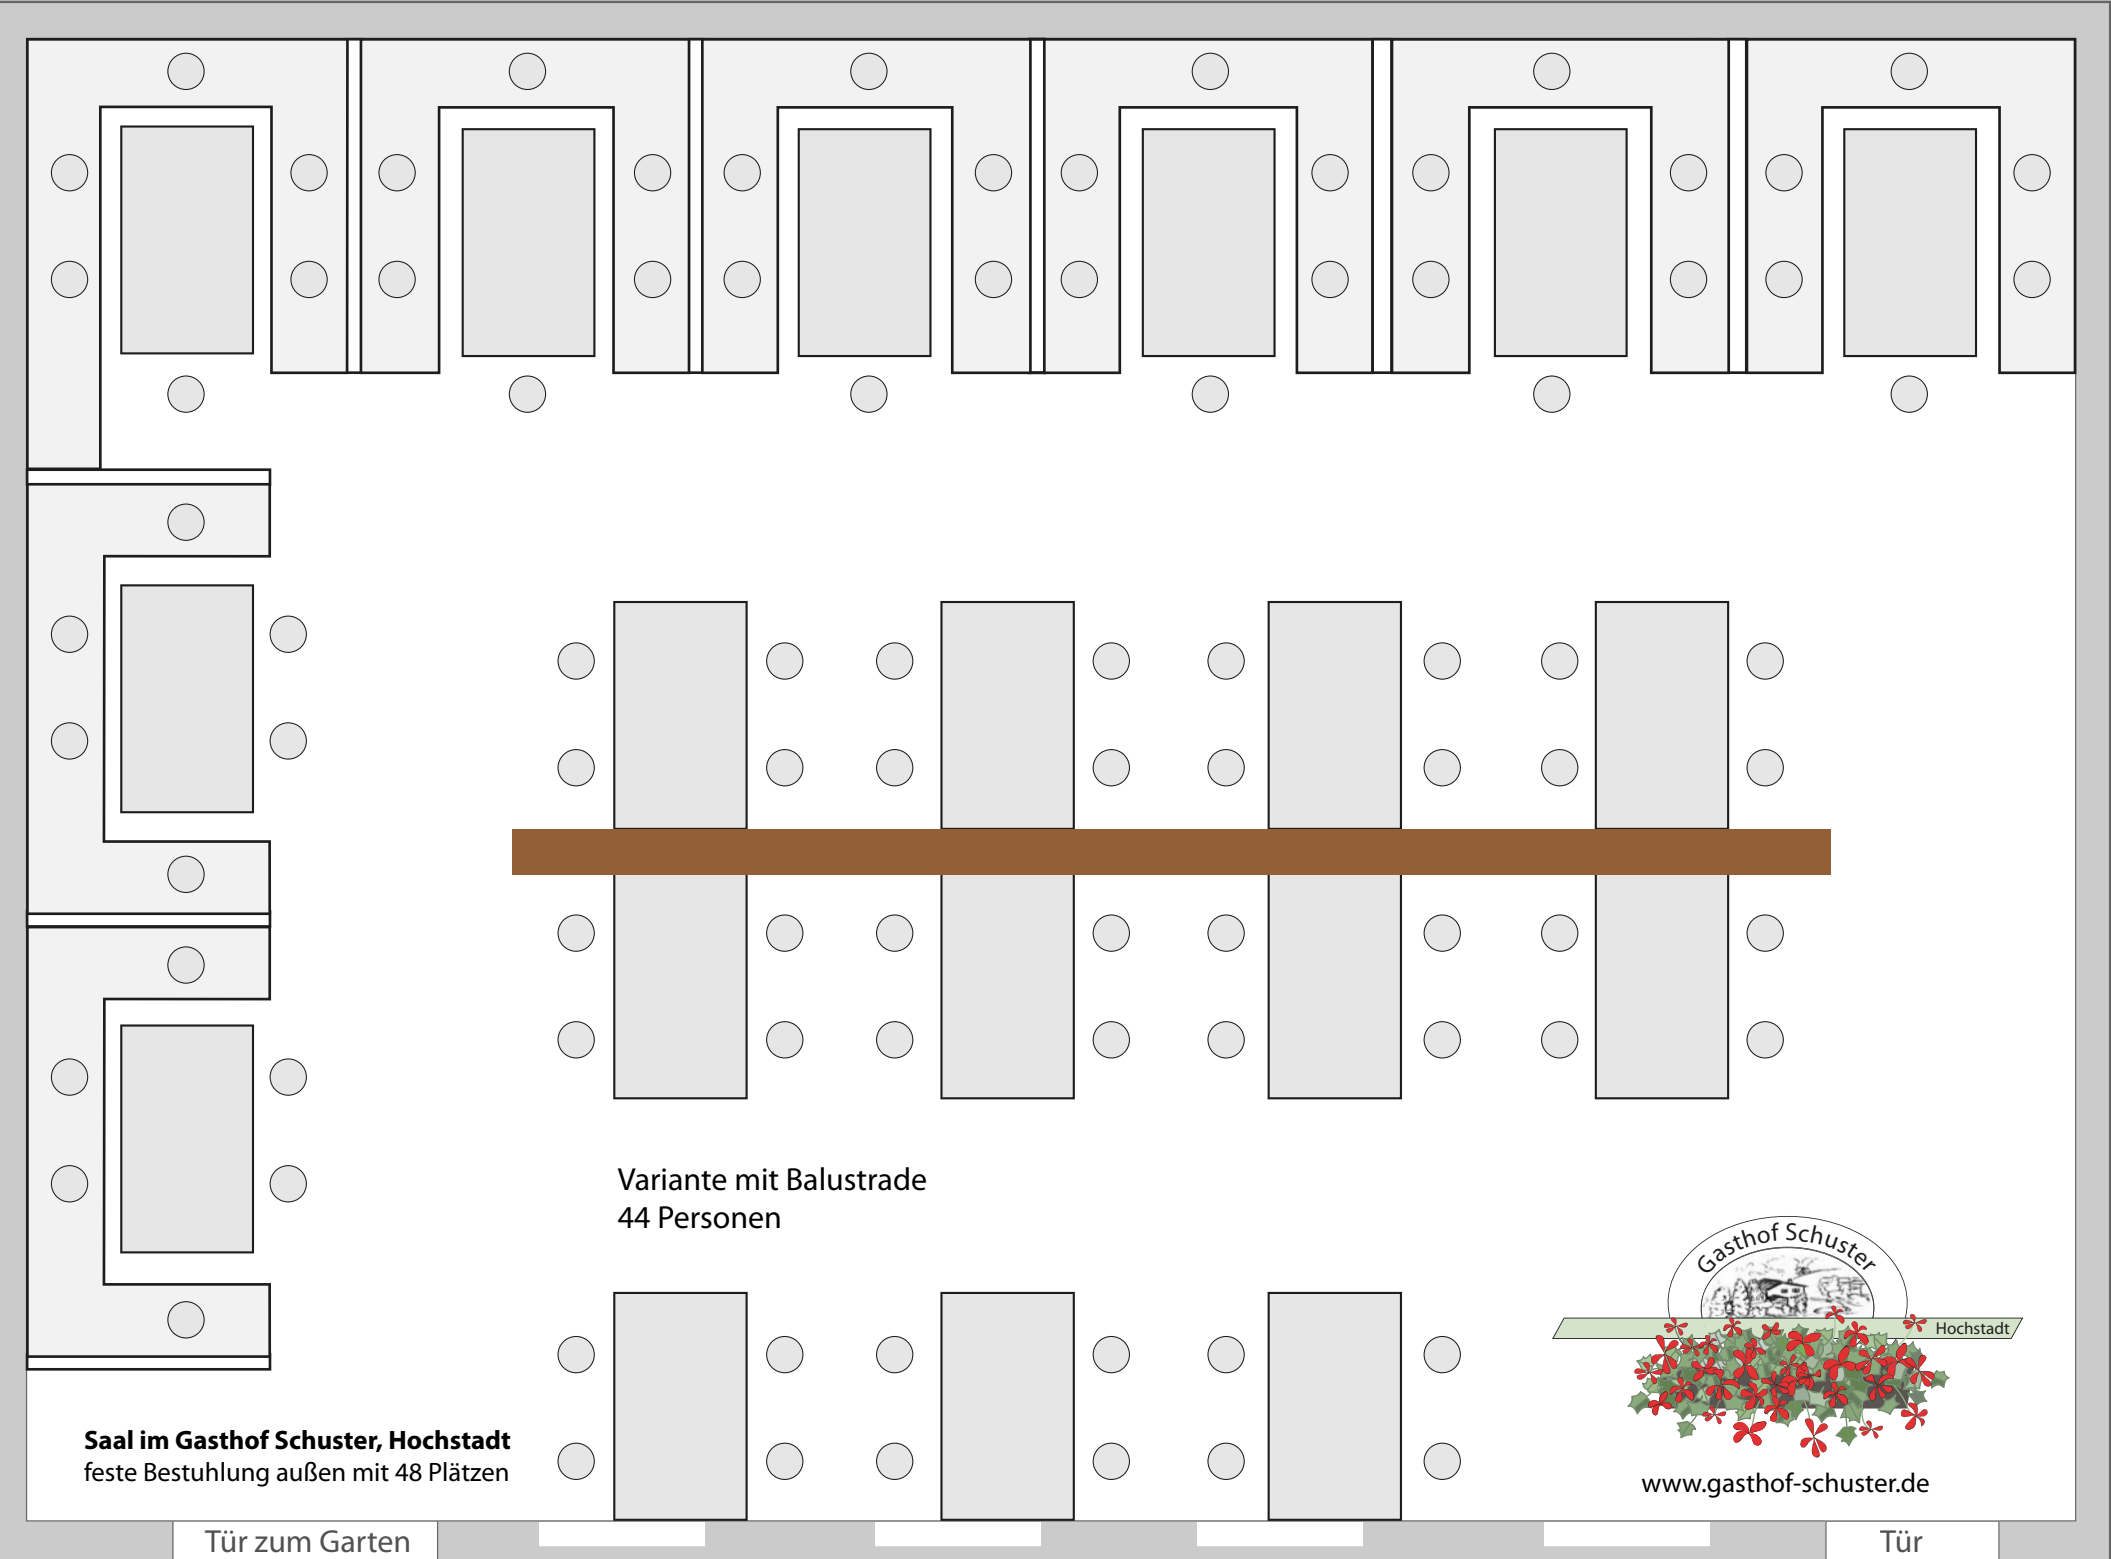 Variante mit Balustrade
44 Personen
Gasthof Schuster
Hochstadt
www.gasthof-schuster.de
Saal im Gasthof Schuster, Hochstadt
feste Bestuhlung außen mit 48 Plätzen
Tür zum Garten
Tür